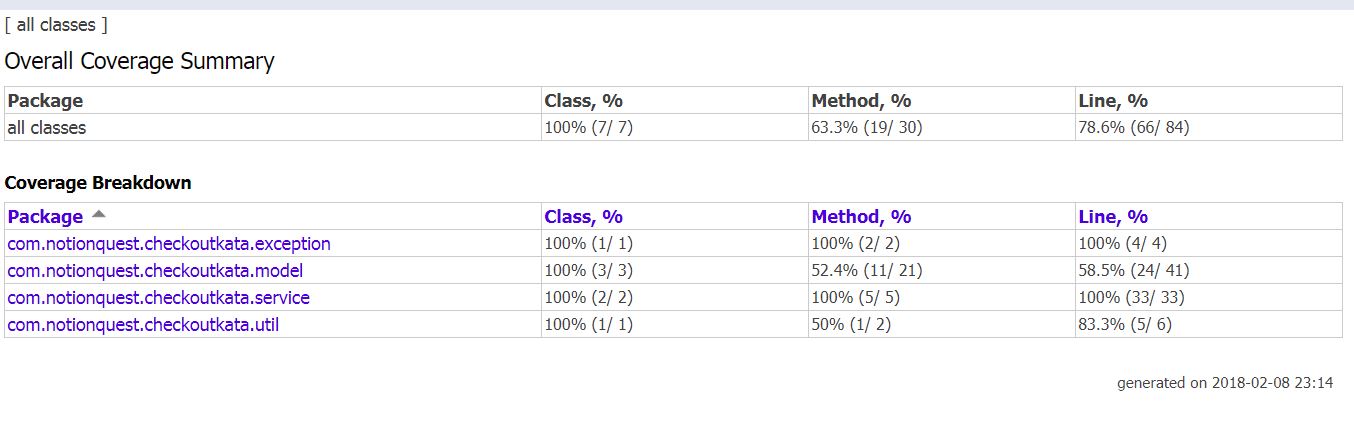 [ all classes ]
Overall Coverage Summary
Package Class, % Method, % Line, %
all classes 100% (7/ 7) 63.3% (19/ 30) 78.6% (66/ 84)
Coverage Breakdown
Package Class, % Method, % Line, %
com.notionquest.checkoutkata.exception 100% (1/ 1) 100% (2/ 2) 100% (4/ 4)
com.notionquest.checkoutkata.model 100% (3/ 3) 52.4% (11/ 21) 58.5% (24/ 41)
com.notionquest.checkoutkata.service 100% (2/ 2) 100% (5/ 5) 100% (33/ 33)
com.notionquest.checkoutkata.util 100% (1/ 1) 50% (1/ 2) 83.3% (5/ 6)
generated on 2018-02-08 23:14